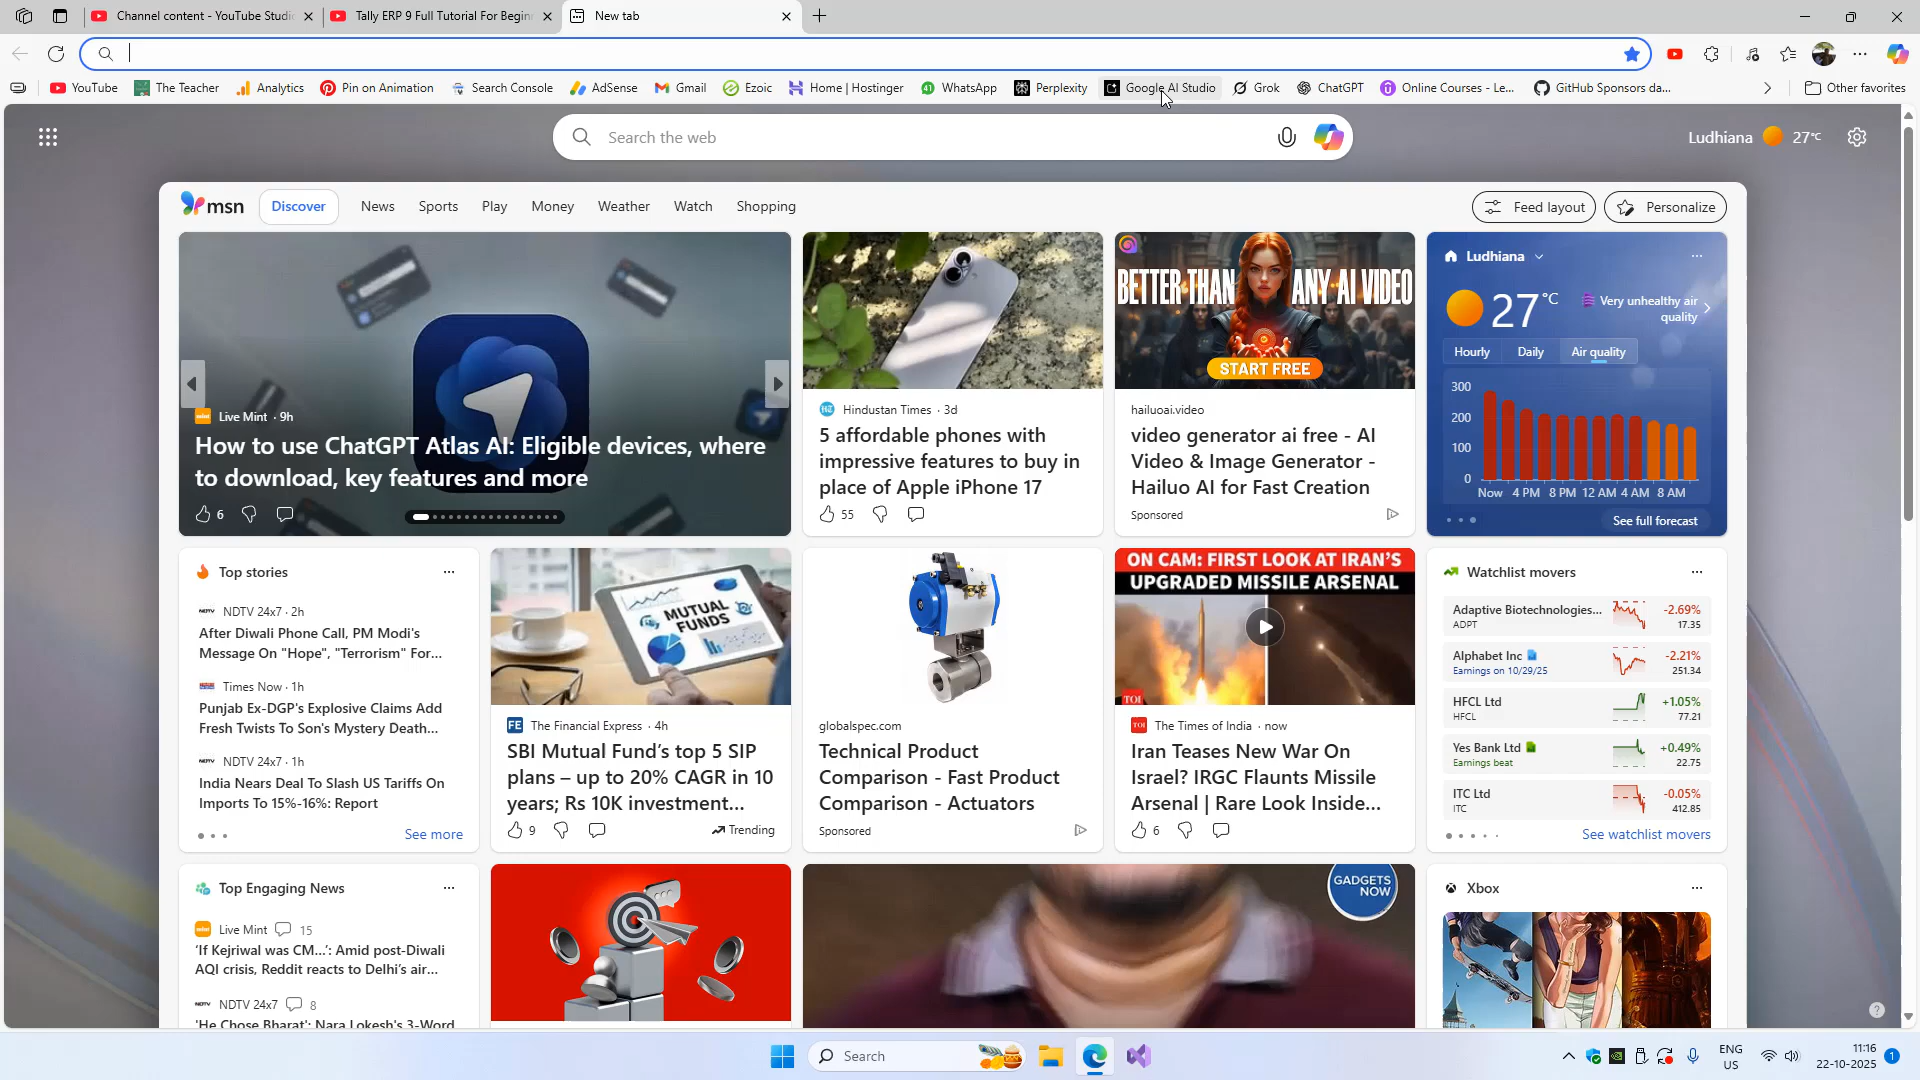 Channel content - YouTube Studi
Tally ERP 9 Full Tutorial For Begin
New tab
YouTube
The Teacher
Analytics
Pin on Animation
Search Console
AdSense
Gmail
Ezoic
Home | Hostinger
41
WhatsApp
Perplexity
Google AI Studio
Grok
ChatGPT
Online Courses - Le...
GitHub Sponsors da...
Other favorites
Search the web
Ludhiana
27°C
msn
Discover
News
Sports
Play
Money
Weather
Watch
Shopping
Feed layout
Personalize
Live Mint · 9h
How to use ChatGPT Atlas AI: Eligible devices, where
to download, key features and more
6
Hindustan Times · 3d
5 affordable phones with
impressive features to buy in
place of Apple iPhone 17
55
BETTER THAN ANY AI VIDEO
START FREE
hailuoai.video
video generator ai free - AI
Video & Image Generator -
Hailuo AI for Fast Creation
Sponsored
Ludhiana
27°C
Very unhealthy air
quality
Hourly
Daily
Air quality
300
200
100
0
Now 4 PM 8 PM 12 AM 4 AM 8 AM
See full forecast
Top stories
NDTV 24x7 · 2h
After Diwali Phone Call, PM Modi's
Message On "Hope", "Terrorism" For...
Times Now · 1h
Punjab Ex-DGP's Explosive Claims Add
Fresh Twists To Son's Mystery Death...
NDTV 24x7 · 1h
India Nears Deal To Slash US Tariffs On
Imports To 15%-16%: Report
See more
MUTUAL
FUNDS
FE
The Financial Express · 4h
SBI Mutual Fund's top 5 SIP
plans – up to 20% CAGR in 10
years; Rs 10K investment...
9
Trending
globalspec.com
Technical Product
Comparison - Fast Product
Comparison - Actuators
Sponsored
ON CAM: FIRST LOOK AT IRAN'S
UPGRADED MISSILE ARSENAL
TOI
TOI
The Times of India · now
Iran Teases New War On
Israel? IRGC Flaunts Missile
Arsenal | Rare Look Inside...
6
Watchlist movers
Adaptive Biotechnologies...
ADPT
-2.69%
17.35
Alphabet Inc
Earnings on 10/29/25
-2.21%
251.34
HFCL Ltd
HFCL
+1.05%
77.21
Yes Bank Ltd
Earnings beat
+0.49%
22.75
ITC Ltd
ITC
-0.05%
412.85
See watchlist movers
Top Engaging News
Live Mint
15
'If Kejriwal was CM...': Amid post-Diwali
AQI crisis, Reddit reacts to Delhi's air...
NDTV 24x7
8
'He Chose Bharat': Nara Lokesh's 3-Word
GADGETS
NOW
Xbox
Search
ENG
US
11:16
22-10-2025
1